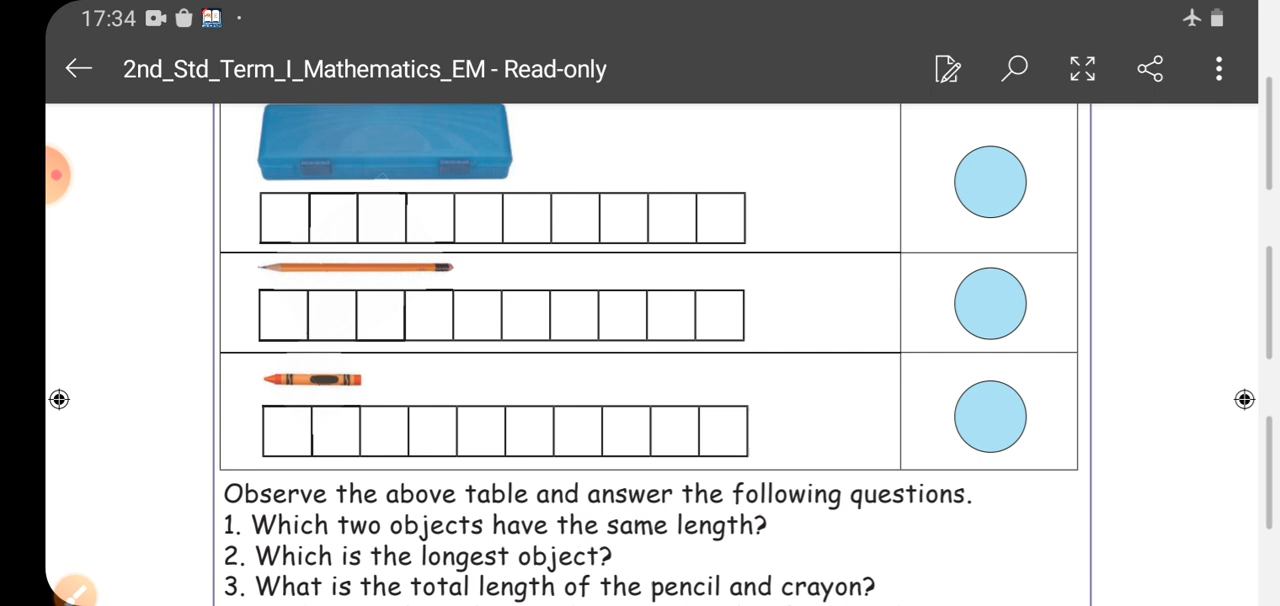 17:34
2nd_Std_Term_I_Mathematics_EM - Read-only
Observe the above table and answer the following questions.
1. Which two objects have the same length?
2. Which is the longest object?
3. What is the total length of the pencil and crayon?